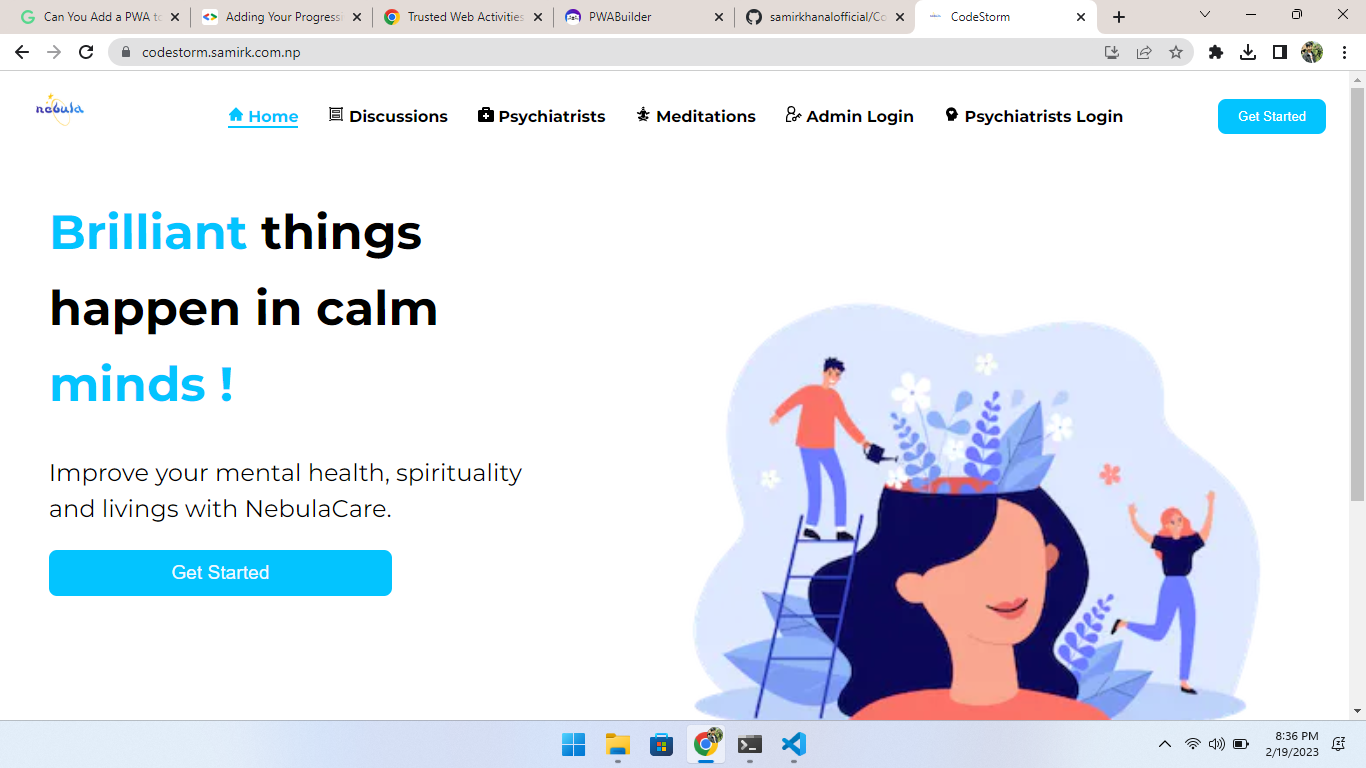 Can You Add a PWA to
Adding Your Progressi
Trusted Web Activities
PWABuilder
samirkhanalofficial/Co
CodeStorm
codestorm.samirk.com.np
nebula
Home
Discussions
Psychiatrists
Meditations
Admin Login
Psychiatrists Login
Get Started
Brilliant things
happen in calm
minds !
Improve your mental health, spirituality
and livings with NebulaCare.
Get Started
8:36 PM
2/19/2023